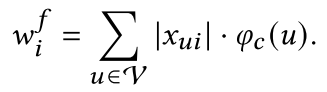 $w_i^f = \sum_{u \in \mathcal{V}} |x_{ui}| \cdot \varphi_c(u).$